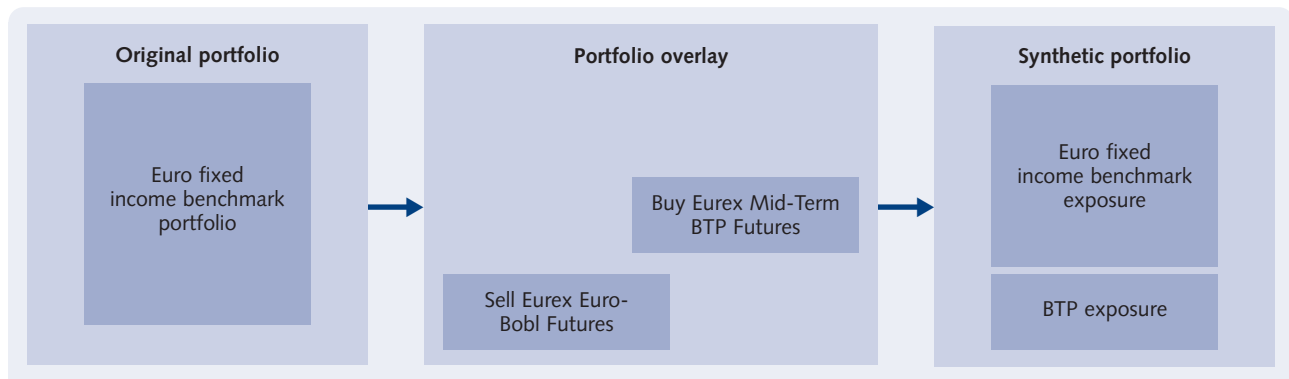 Original portfolio
Euro fixed
income benchmark
portfolio
Portfolio overlay
Buy Eurex Mid-Term
BTP Futures
Sell Eurex Euro-
Bobl Futures
Synthetic portfolio
Euro fixed
income benchmark
exposure
BTP exposure